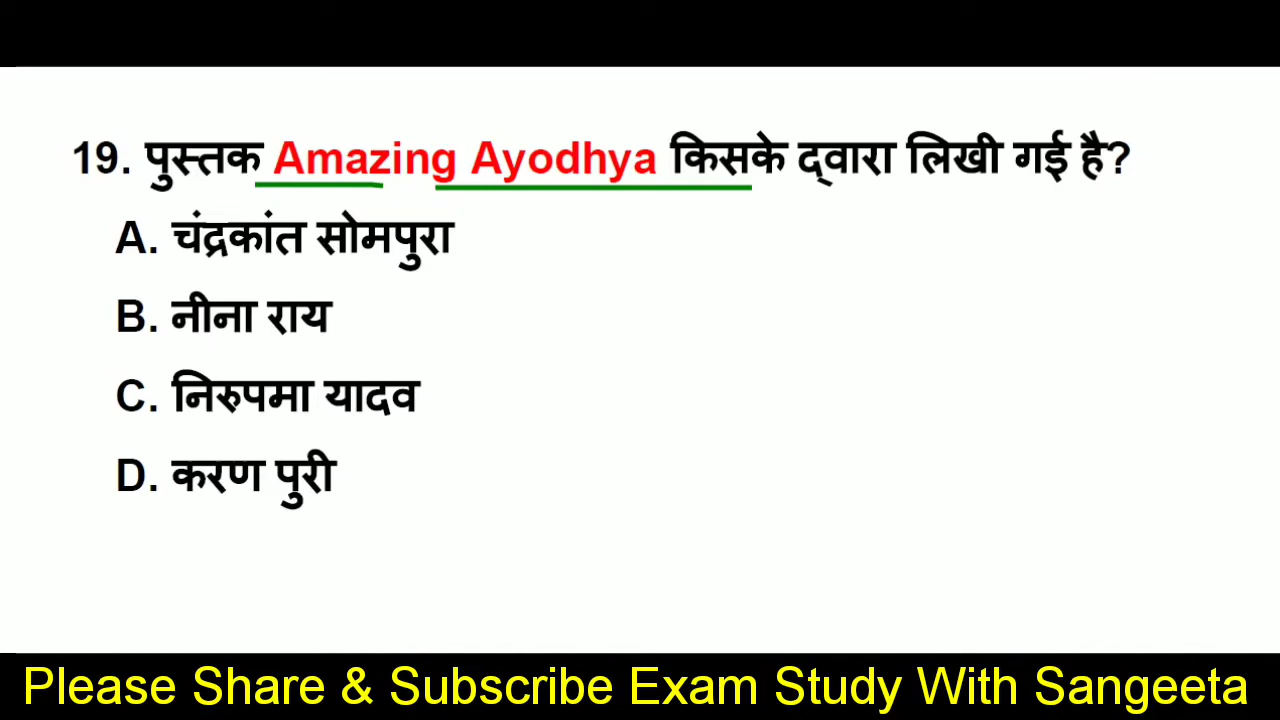 19. पुस्तक Amazing Ayodhya किसके द्वारा लिखी गई है?
A. चंद्रकांत सोमपुरा
B. नीना राय
C. निरुपमा यादव
D. करण पुरी
Please Share & Subscribe Exam Study With Sangeeta